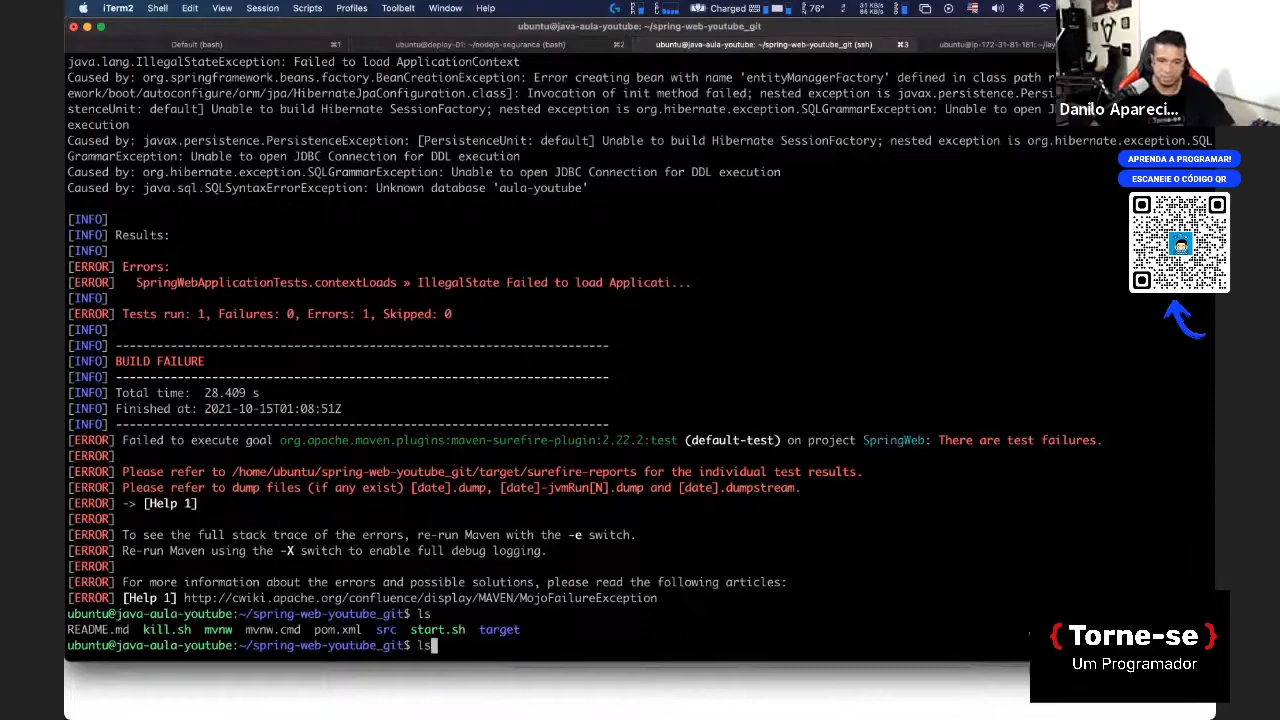 iTerm2 Shell Edit View Session Scripts Profiles Toolbelt Window Help
Charged
78°
ubuntu@java-aula-youtube: ~/spring-web-youtube_git
Default (bash) ⌘1 ubuntu@deploy-01: ~/nodejs-seguranca (bash) ⌘2 ubuntu@java-aula-youtube: ~/spring-web-youtube_git (ssh) ⌘3
java.lang.IllegalStateException: Failed to load ApplicationContext
Caused by: org.springframework.beans.factory.BeanCreationException: Error creating bean with name 'entityManagerFactory' defined in class path r
ework/boot/autoconfigure/orm/jpa/HibernateJpaConfiguration.class]: Invocation of init method failed; nested exception is javax.persistence.Pers
stenceUnit: default] Unable to build Hibernate SessionFactory; nested exception is org.hibernate.exception.SQLGrammarException: Unable to open J
execution
Caused by: javax.persistence.PersistenceException: [PersistenceUnit: default] Unable to build Hibernate SessionFactory; nested exception is org.hibernate.exception.SQL
GrammarException: Unable to open JDBC Connection for DDL execution
Caused by: org.hibernate.exception.SQLGrammarException: Unable to open JDBC Connection for DDL execution
Caused by: java.sql.SQLSyntaxErrorException: Unknown database 'aula-youtube'
[INFO]
[INFO] Results:
[INFO]
[ERROR] Errors:
[ERROR]   SpringWebApplicationTests.contextLoads » IllegalState Failed to load Applicati...
[INFO]
[ERROR] Tests run: 1, Failures: 0, Errors: 1, Skipped: 0
[INFO]
[INFO] ------------------------------------------------------------------------
[INFO] BUILD FAILURE
[INFO] ------------------------------------------------------------------------
[INFO] Total time:  28.409 s
[INFO] Finished at: 2021-10-15T01:08:51Z
[INFO] ------------------------------------------------------------------------
[ERROR] Failed to execute goal org.apache.maven.plugins:maven-surefire-plugin:2.22.2:test (default-test) on project SpringWeb: There are test failures.
[ERROR]
[ERROR] Please refer to /home/ubuntu/spring-web-youtube_git/target/surefire-reports for the individual test results.
[ERROR] Please refer to dump files (if any exist) [date].dump, [date]-jvmRun[N].dump and [date].dumpstream.
[ERROR] -> [Help 1]
[ERROR]
[ERROR] To see the full stack trace of the errors, re-run Maven with the -e switch.
[ERROR] Re-run Maven using the -X switch to enable full debug logging.
[ERROR]
[ERROR] For more information about the errors and possible solutions, please read the following articles:
[ERROR] [Help 1] http://cwiki.apache.org/confluence/display/MAVEN/MojoFailureException
ubuntu@java-aula-youtube:~/spring-web-youtube_git$ ls
README.md  kill.sh  mvnw  mvnw.cmd  pom.xml  src  start.sh  target
ubuntu@java-aula-youtube:~/spring-web-youtube_git$ ls
Danilo Apareci...
APRENDA A PROGRAMAR!
ESCANEIE O CÓDIGO QR
{ Torne-se }
Um Programador